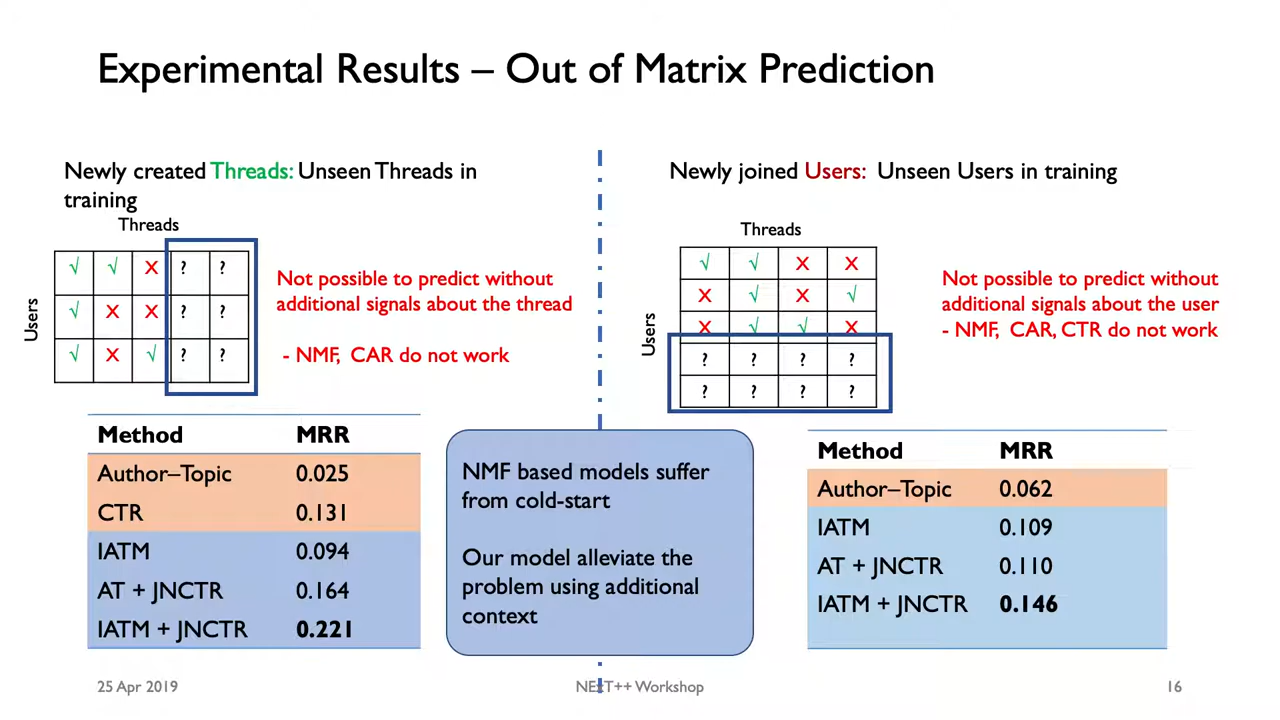 Experimental Results – Out of Matrix Prediction
Newly created Threads: Unseen Threads in
training
Threads
Users
√ √ X ? ?
√ X X ? ?
√ X √ ? ?
Not possible to predict without
additional signals about the thread
- NMF, CAR do not work
Method MRR
Author–Topic 0.025
CTR 0.131
IATM 0.094
AT + JNCTR 0.164
IATM + JNCTR 0.221
NMF based models suffer
from cold-start
Our model alleviate the
problem using additional
context
Newly joined Users: Unseen Users in training
Threads
Users
√ √ X X
X √ X √
X √ √ X
? ? ? ?
? ? ? ?
Not possible to predict without
additional signals about the user
- NMF, CAR, CTR do not work
Method MRR
Author–Topic 0.062
IATM 0.109
AT + JNCTR 0.110
IATM + JNCTR 0.146
25 Apr 2019
NExT++ Workshop
16